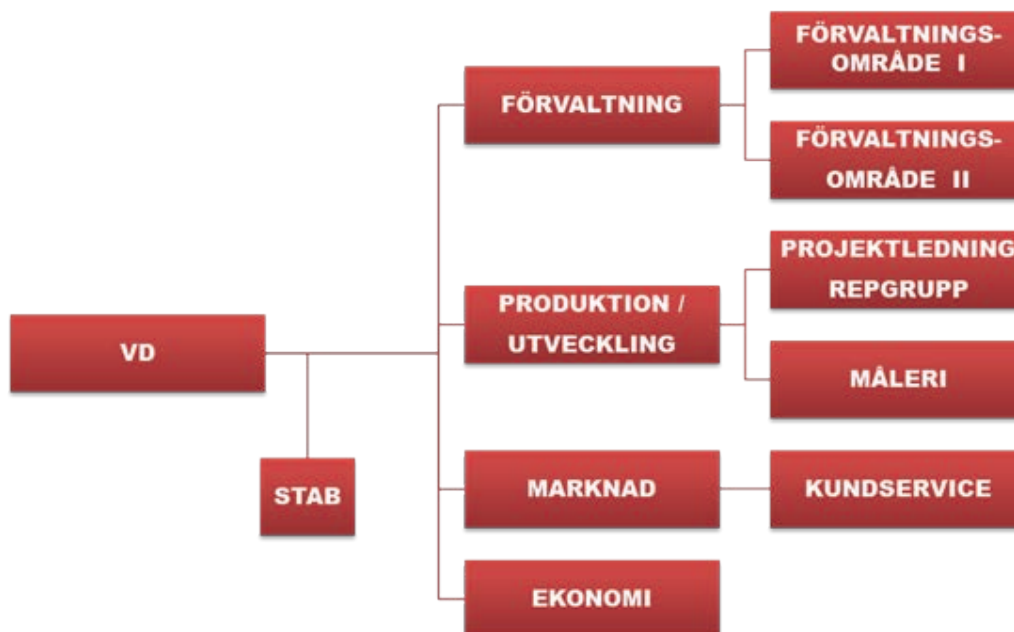 FÖRVALTNINGS-
OMRÅDE I
FÖRVALTNING
FÖRVALTNINGS-
OMRÅDE II
PROJEKTLEDNING
REPGRUPP
PRODUKTION /
UTVECKLING
VD
MÅLERI
STAB
MARKNAD
KUNDSERVICE
EKONOMI